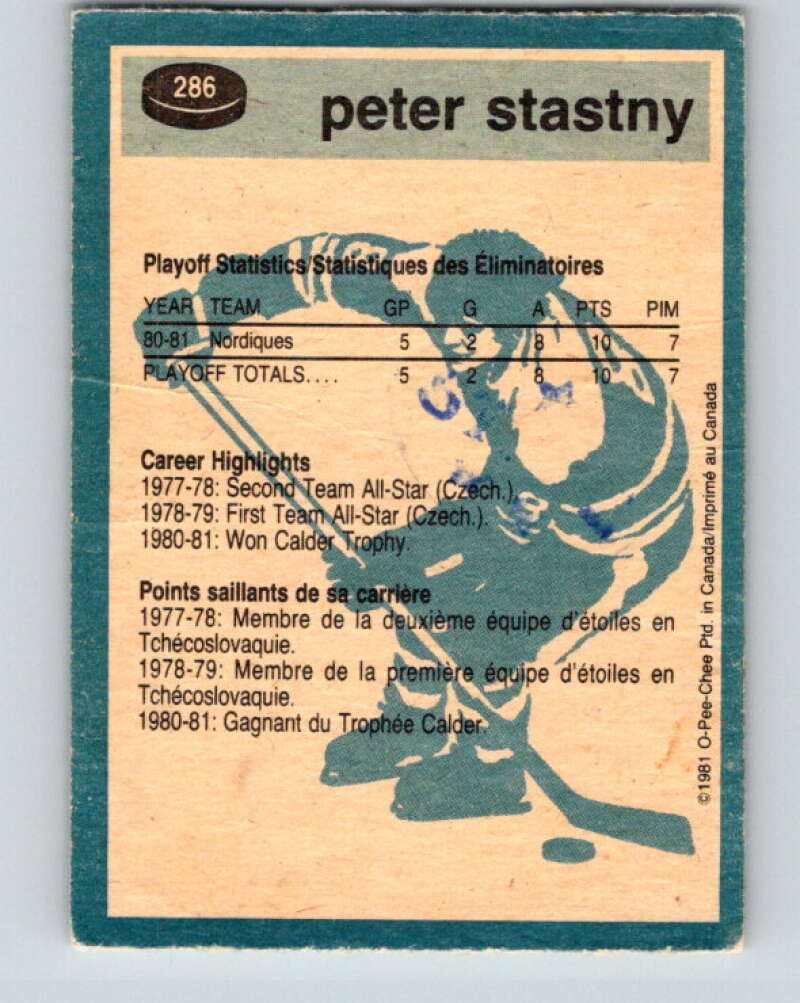 286
peter stastny
Playoff Statistics/Statistiques des Éliminatoires
YEAR TEAM GP G A PTS PIM
80-81 Nordiques 5 2 8 10 7
PLAYOFF TOTALS.... 5 2 8 10 7
Career Highlights
1977-78: Second Team All-Star (Czech.).
1978-79: First Team All-Star (Czech.).
1980-81: Won Calder Trophy.
Points saillants de sa carrière
1977-78: Membre de la deuxième équipe d'étoiles en
Tchécoslovaquie.
1978-79: Membre de la première équipe d'étoiles en
Tchécoslovaquie.
1980-81: Gagnant du Trophée Calder.
©1981 O-Pee-Chee Ptd. in Canada/Imprimé au Canada